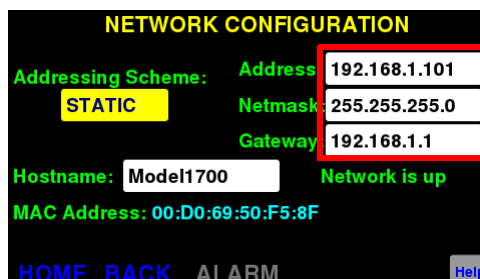 NETWORK CONFIGURATION
Addressing Scheme: Address 192.168.1.101
STATIC Netmask: 255.255.255.0
Gateway 192.168.1.1
Hostname: Model1700 Network is up
MAC Address: 00:D0:69:50:F5:8F
HOME BACK ALARM Help